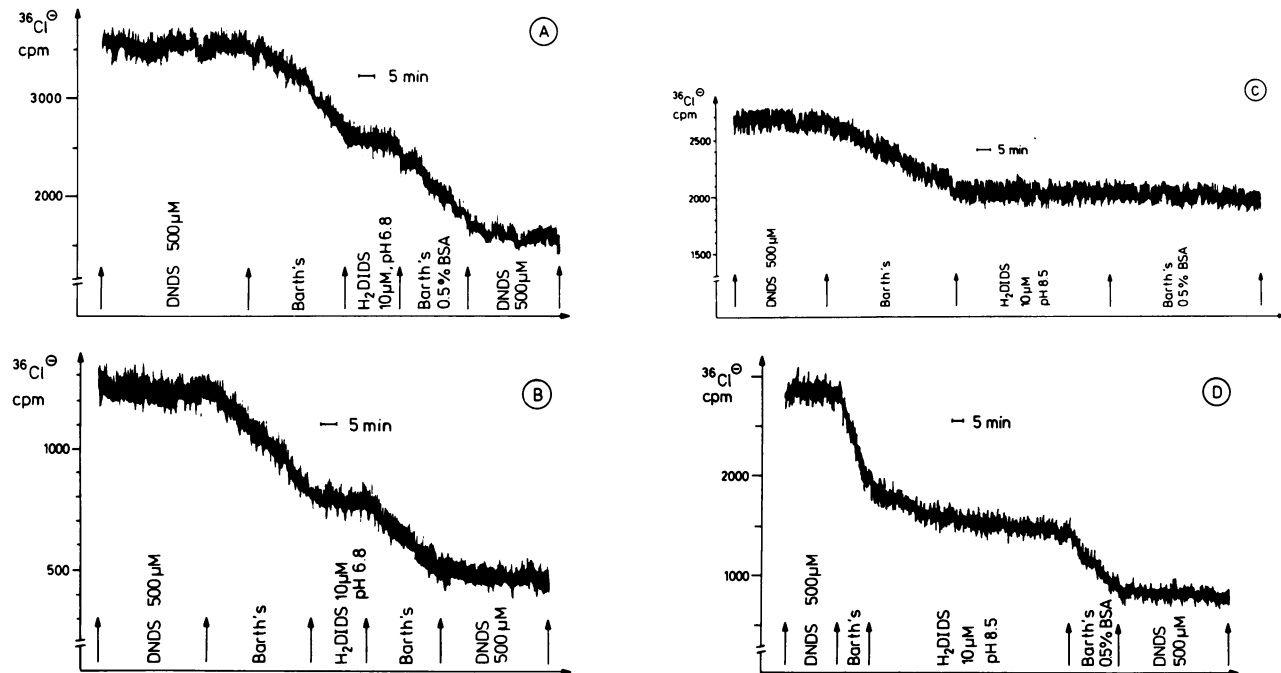 36Cl⊖
cpm
A
5 min
3000
2000
DNDS 500μM
Barth's
H2DIDS
10μM, pH 6.8
Barth's
0.5% BSA
DNDS
500μM
36Cl⊖
cpm
B
5 min
1000
500
DNDS 500μM
Barth's
H2DIDS 10μM
pH 6.8
Barth's
DNDS
500μM
36Cl⊖
cpm
C
5 min
2500
2000
1500
DNDS 500μM
Barth's
H2DIDS
10μM
pH 8.5
Barth's
0.5% BSA
36Cl⊖
cpm
D
5 min
2000
1000
DNDS 500μM
Barth's
H2DIDS
10μM
pH 8.5
Barth's
0.5% BSA
DNDS
500μM